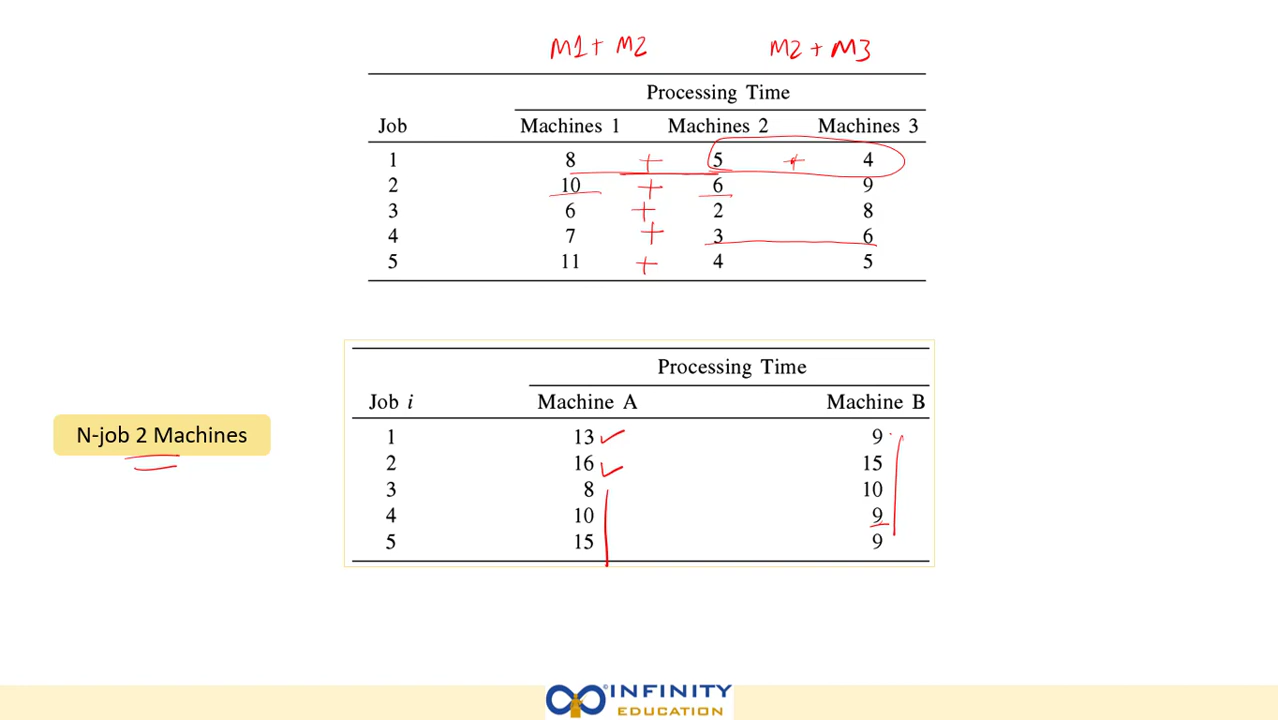 M1 + M2 M2 + M3
Processing Time
Job Machines 1 Machines 2 Machines 3
1 8 + 5 + 4
2 10 + 6 9
3 6 + 2 8
4 7 + 3 6
5 11 + 4 5
Processing Time
Job i Machine A Machine B
N-job 2 Machines
1 13 ✓ 9
2 16 ✓ 15
3 8 10
4 10 9
5 15 9
INFINITY
EDUCATION